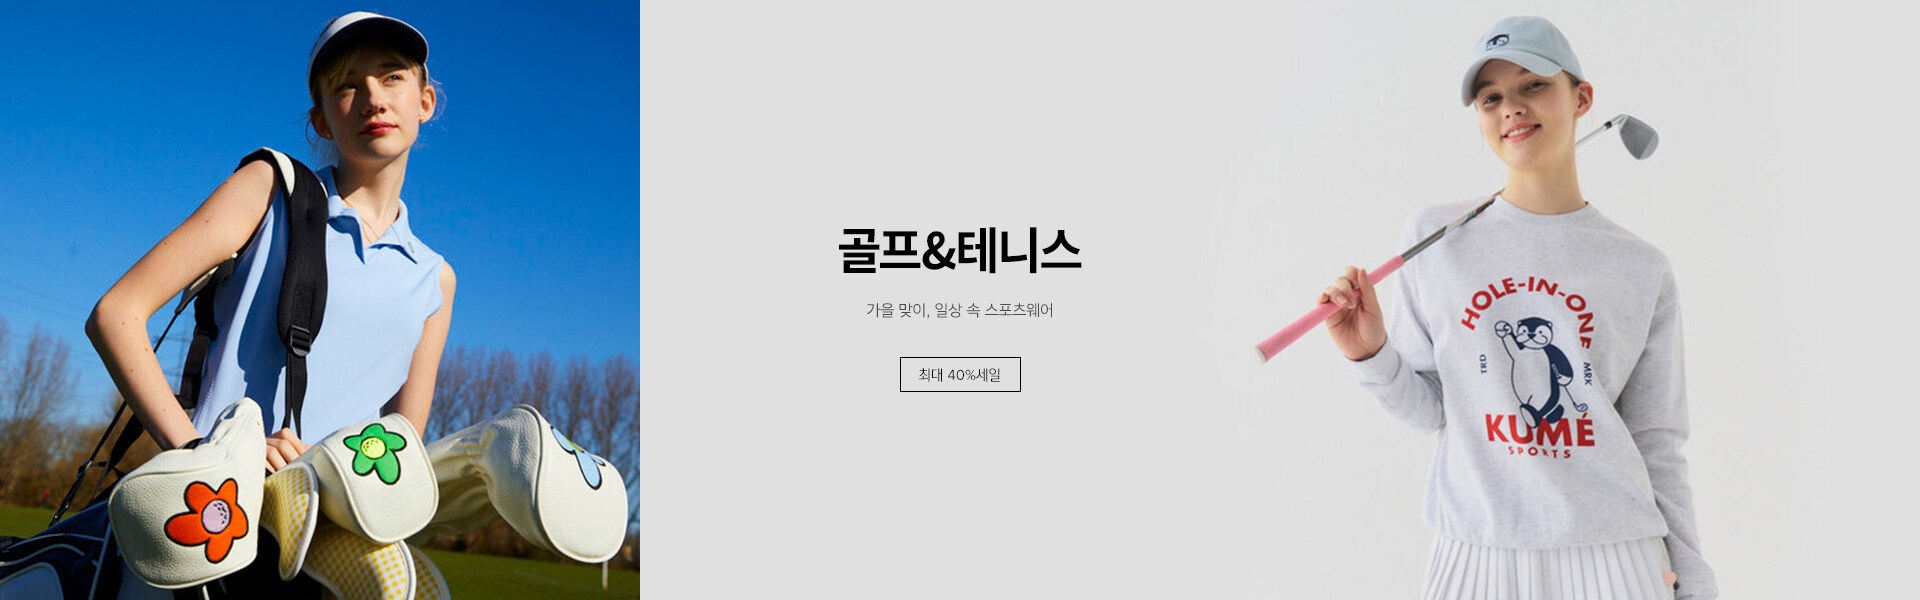 골프&테니스
가을 맞이, 일상 속 스포츠웨어
최대 40%세일
HOLE-IN-ONE
TRD
MRK
KUMÉ
SPORTS